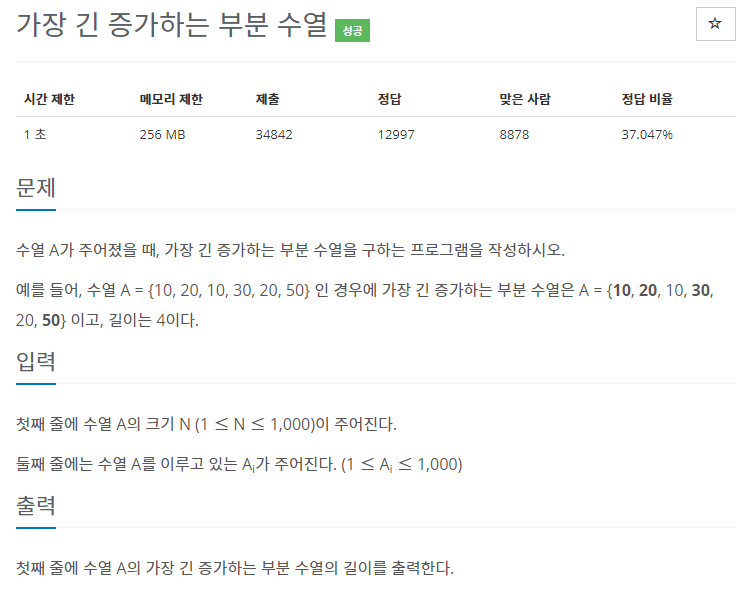 가장 긴 증가하는 부분 수열 성공
☆
시간 제한 메모리 제한 제출 정답 맞은 사람 정답 비율
1 초 256 MB 34842 12997 8878 37.047%
문제
수열 A가 주어졌을 때, 가장 긴 증가하는 부분 수열을 구하는 프로그램을 작성하시오.
예를 들어, 수열 A = {10, 20, 10, 30, 20, 50} 인 경우에 가장 긴 증가하는 부분 수열은 A = {10, 20, 10, 30,
20, 50} 이고, 길이는 4이다.
입력
첫째 줄에 수열 A의 크기 N (1 ≤ N ≤ 1,000)이 주어진다.
둘째 줄에는 수열 A를 이루고 있는 Aᵢ가 주어진다. (1 ≤ Aᵢ ≤ 1,000)
출력
첫째 줄에 수열 A의 가장 긴 증가하는 부분 수열의 길이를 출력한다.